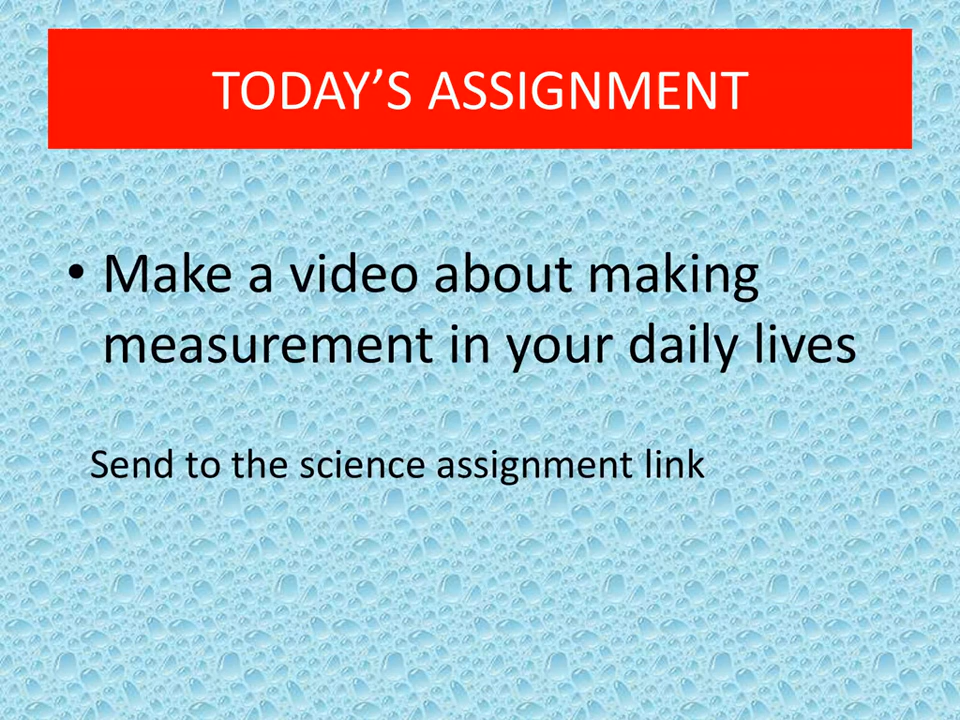 TODAY’S ASSIGNMENT
• Make a video about making
measurement in your daily lives
Send to the science assignment link